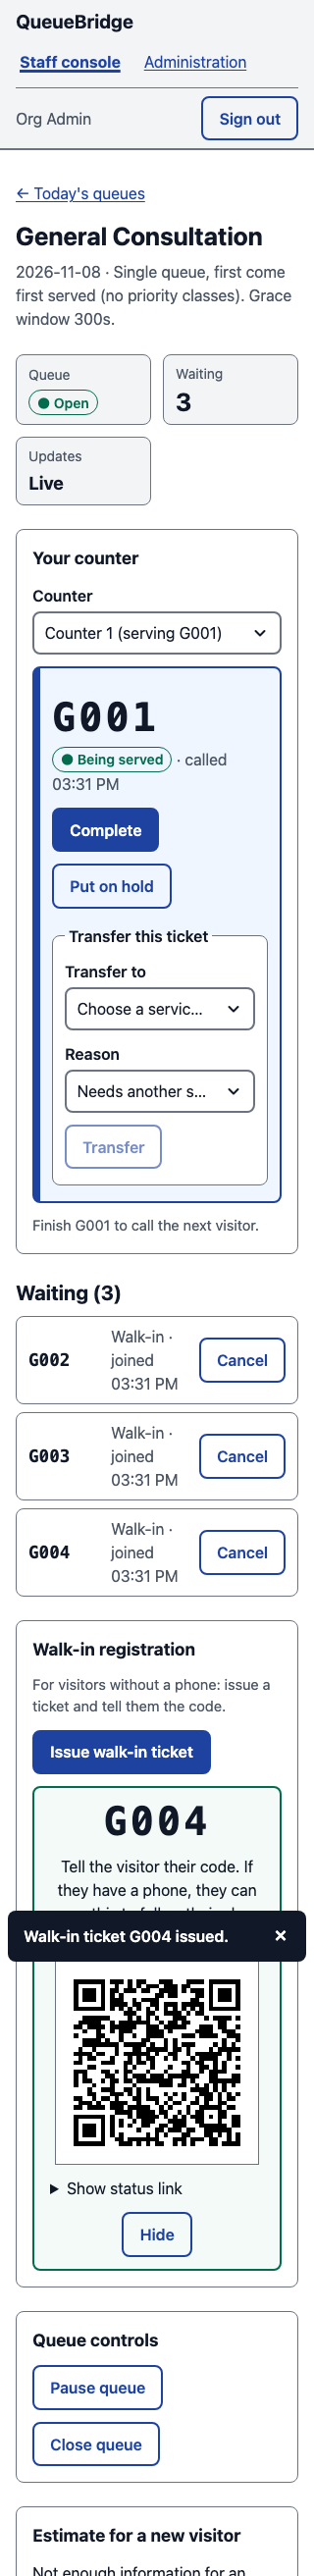 QueueBridge
Staff console
Administration
Org Admin
Sign out
← Today's queues
General Consultation
2026-11-08 · Single queue, first come
first served (no priority classes). Grace
window 300s.
Queue
Open
Waiting
3
Updates
Live
Your counter
Counter
Counter 1 (serving G001)
G001
Being served · called
03:31 PM
Complete
Put on hold
Transfer this ticket
Transfer to
Choose a servic...
Reason
Needs another s...
Transfer
Finish G001 to call the next visitor.
Waiting (3)
G002
Walk-in ·
joined
03:31 PM
Cancel
G003
Walk-in ·
joined
03:31 PM
Cancel
G004
Walk-in ·
joined
03:31 PM
Cancel
Walk-in registration
For visitors without a phone: issue a
ticket and tell them the code.
Issue walk-in ticket
G004
Tell the visitor their code. If
they have a phone, they can
Walk-in ticket G004 issued.
×
Show status link
Hide
Queue controls
Pause queue
Close queue
Estimate for a new visitor
Not enough information for an